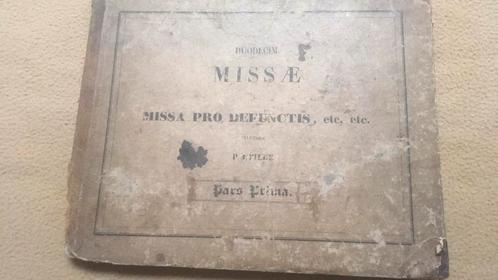 DUODECIM
MISSÆ
MISSA PRO DEFUNCTIS, etc, etc.
Pars Prima.